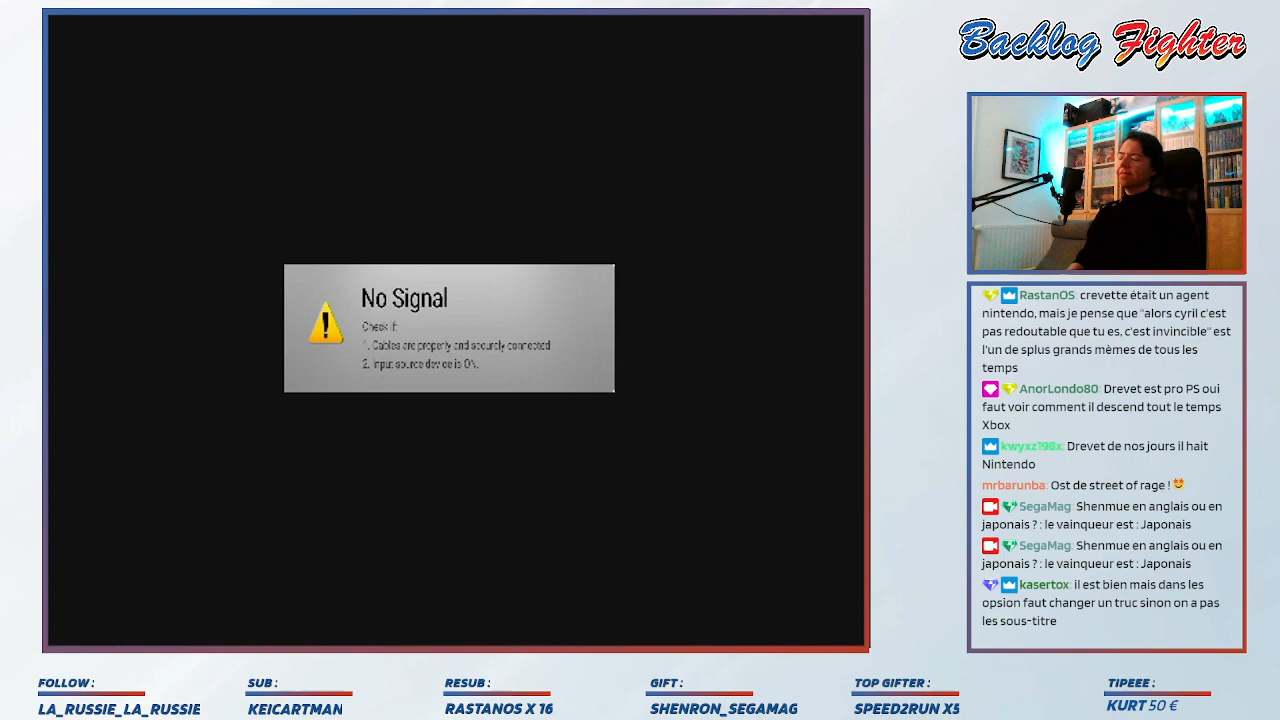 Backlog Fighter
No Signal
Check if:
1. Cables are properly and securely connected.
2. Input source device is ON.
RastanOS: crevette était un agent
nintendo, mais je pense que "alors cyril c'est
pas redoutable que tu es, c'est invincible" est
l'un de splus grands mèmes de tous les
temps
AnorLondo80: Drevet est pro PS oui
faut voir comment il descend tout le temps
Xbox
kwyxz198x: Drevet de nos jours il hait
Nintendo
mrbarunba: Ost de street of rage !
SegaMag: Shenmue en anglais ou en
japonais ? : le vainqueur est : Japonais
SegaMag: Shenmue en anglais ou en
japonais ? : le vainqueur est : Japonais
kasertox: il est bien mais dans les
opsion faut changer un truc sinon on a pas
les sous-titre
FOLLOW :
LA_RUSSIE_LA_RUSSIE
SUB :
KEICARTMAN
RESUB :
RASTANOS X 16
GIFT :
SHENRON_SEGAMAG
TOP GIFTER :
SPEED2RUN X5
TIPEEE :
KURT 50 €